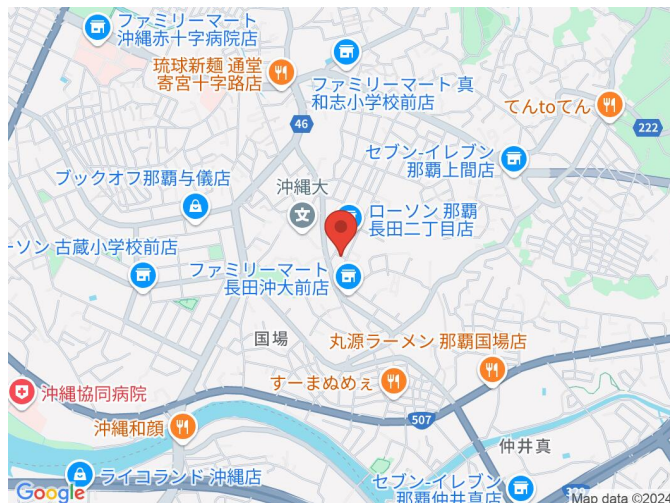 ファミリーマート
沖縄赤十字病院店
琉球新麺 通堂
寄宮十字路店
ファミリーマート 真
和志小学校前店
てんtoてん
46
222
セブン-イレブン
那覇上間店
ブックオフ那覇与儀店
沖縄大
ローソン 那覇
長田二丁目店
ーソン 古蔵小学校前店
ファミリーマート
長田沖大前店
国場
丸源ラーメン 那覇国場店
すーまぬめぇ
沖縄協同病院
沖縄和顔
507
仲井真
ライコランド 沖縄店
セブン-イレブン
那覇仲井真店
Google
Map data ©2024